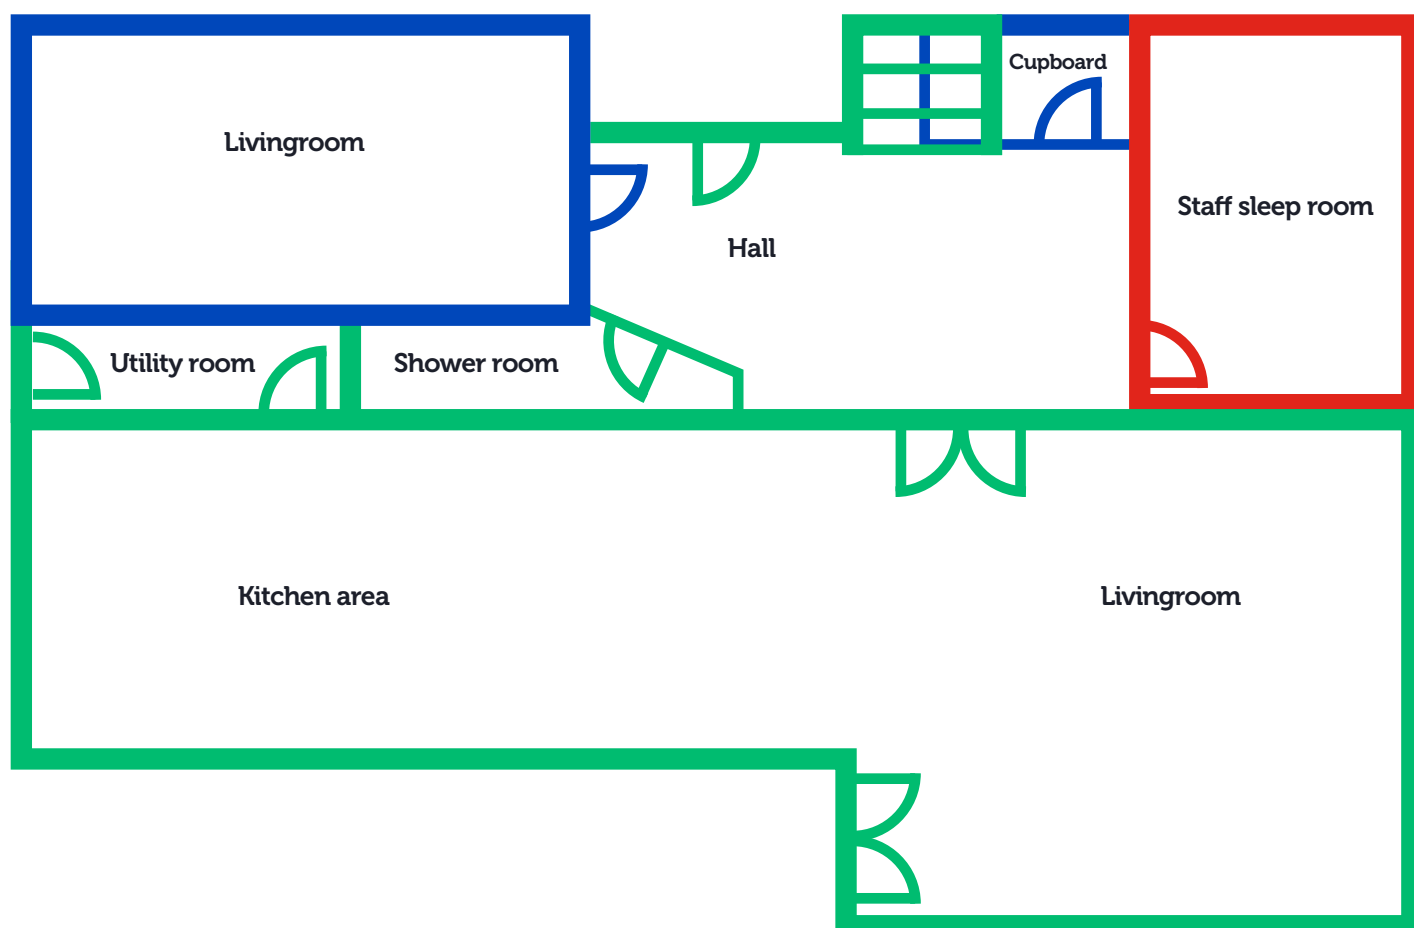 Cupboard
Livingroom
Staff sleep room
Hall
Utility room
Shower room
Kitchen area
Livingroom